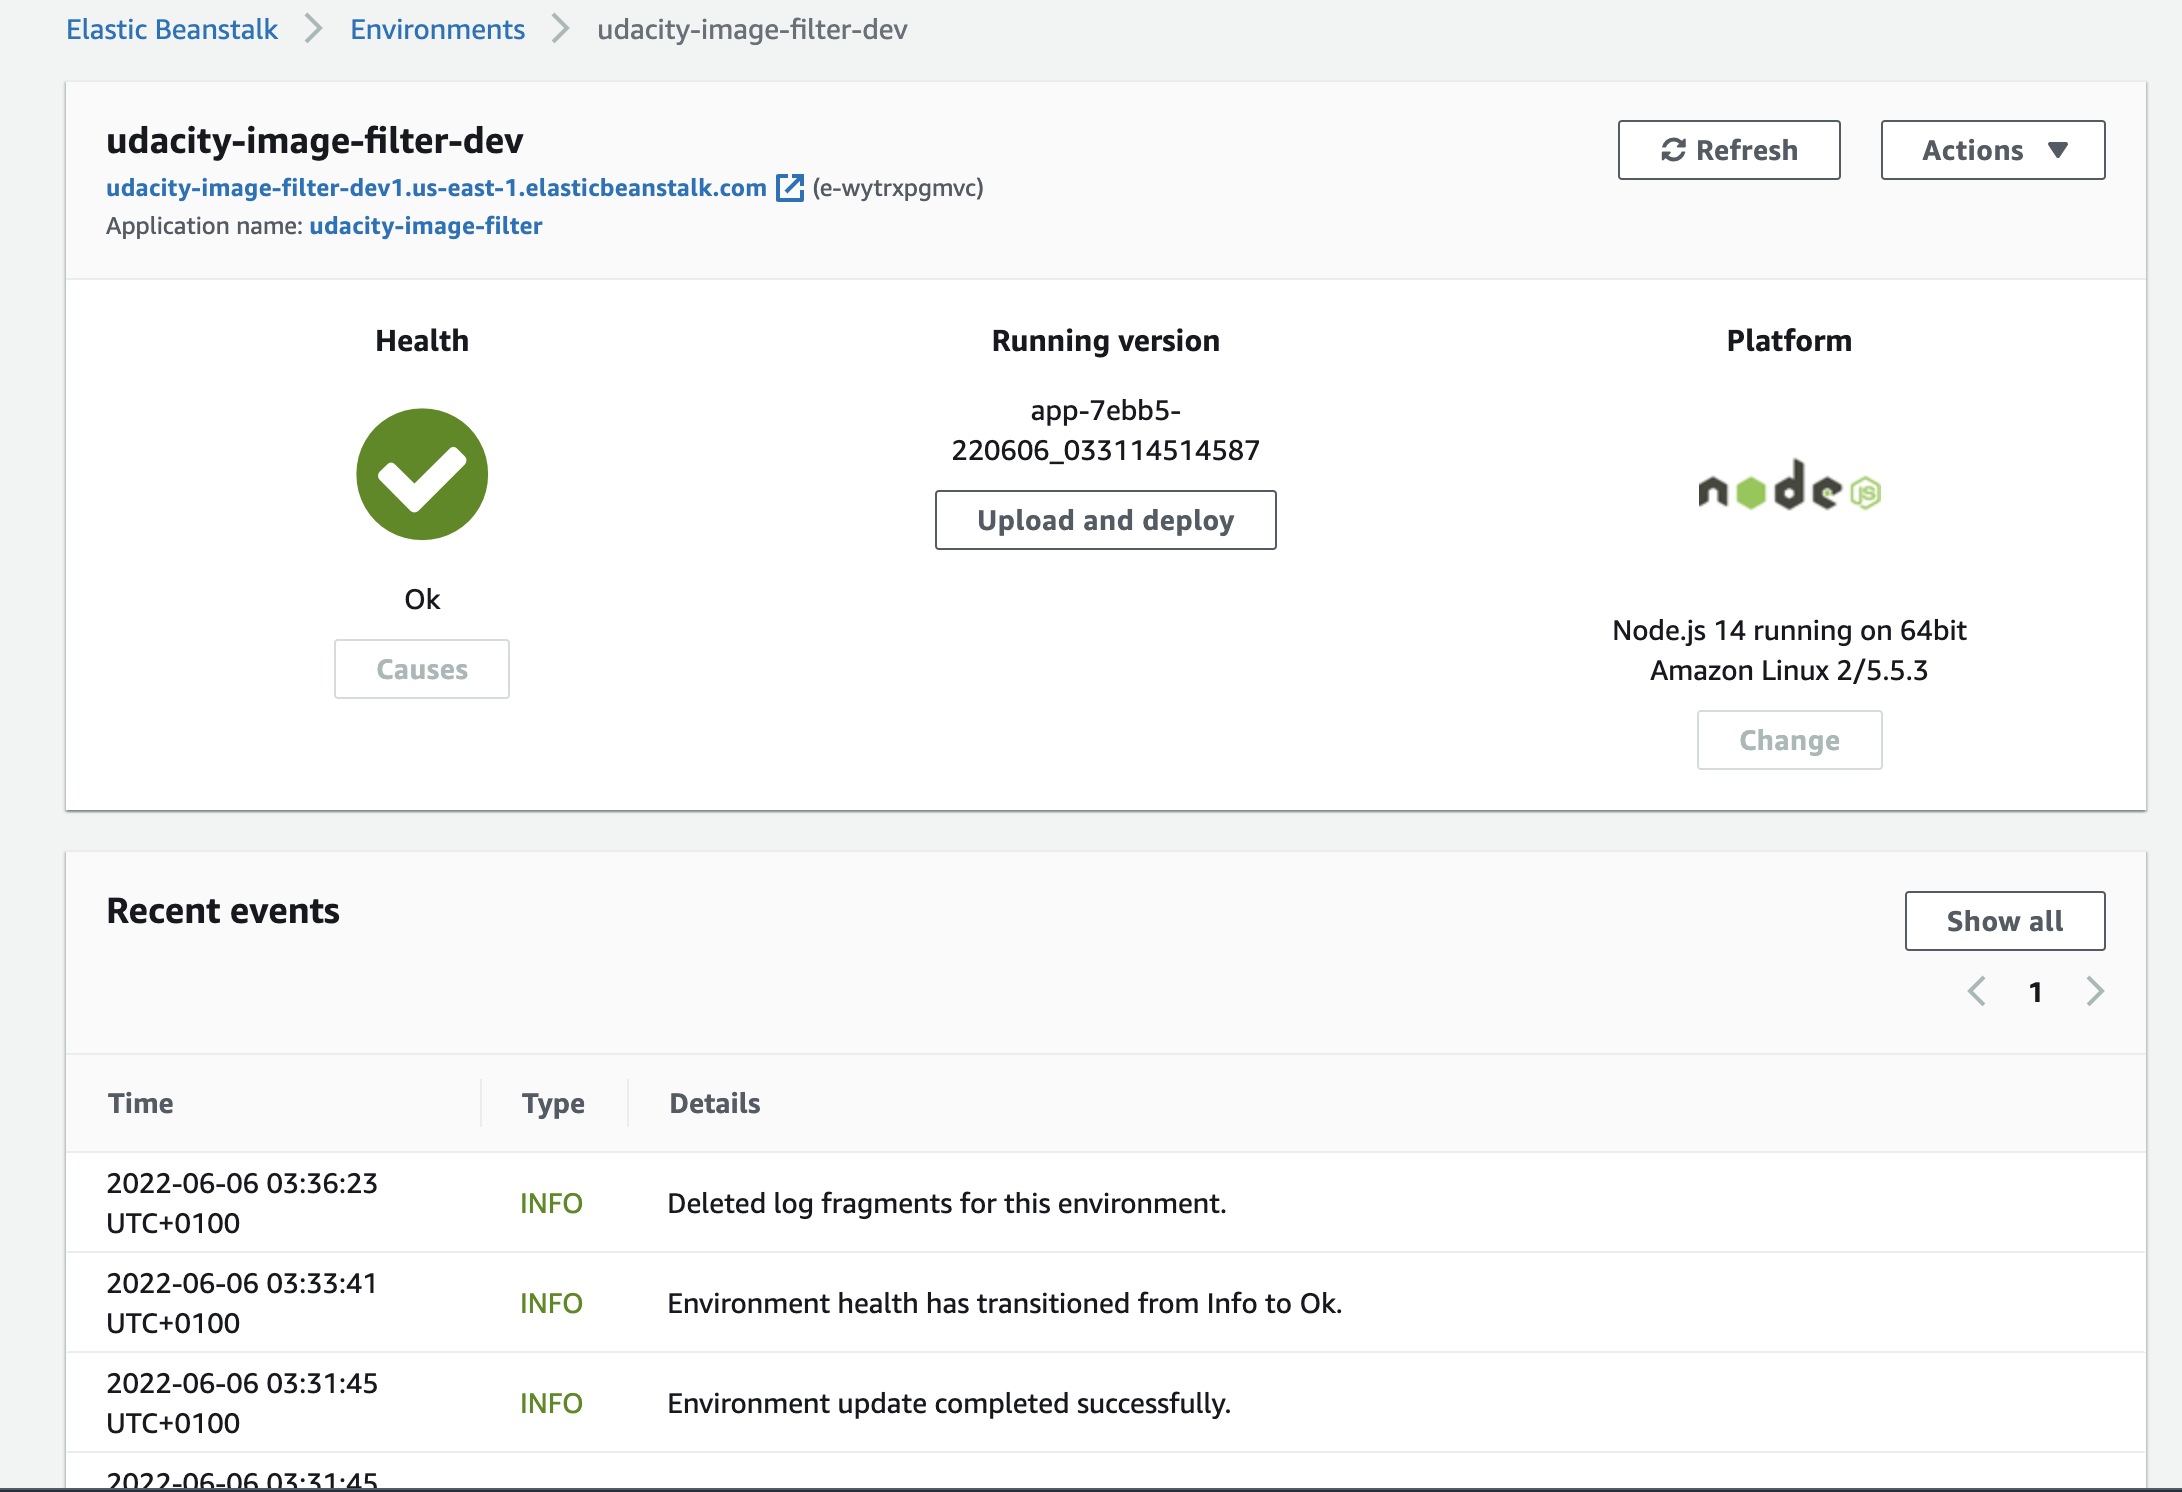 Elastic Beanstalk > Environments > udacity-image-filter-dev
udacity-image-filter-dev
Refresh
Actions
udacity-image-filter-dev1.us-east-1.elasticbeanstalk.com (e-wytrxpgmvc)
Application name: udacity-image-filter
Health
Ok
Causes
Running version
app-7ebb5-
220606_033114514587
Upload and deploy
Platform
node JS
Node.js 14 running on 64bit
Amazon Linux 2/5.5.3
Change
Recent events
Show all
1
Time Type Details
2022-06-06 03:36:23
UTC+0100
INFO
Deleted log fragments for this environment.
2022-06-06 03:33:41
UTC+0100
INFO
Environment health has transitioned from Info to Ok.
2022-06-06 03:31:45
UTC+0100
INFO
Environment update completed successfully.
2022-06-06 03:31:45